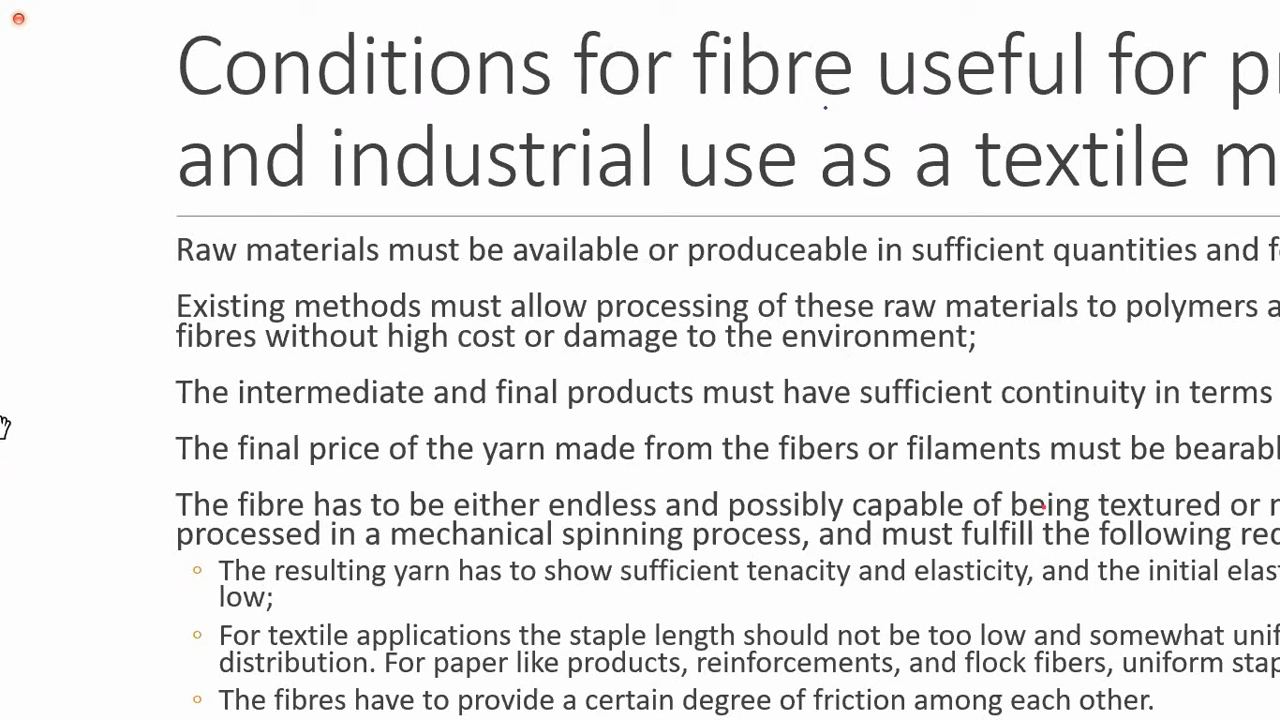 Conditions for fibre useful for
and industrial use as a textile
Raw materials must be available or produceable in sufficient quantities and
Existing methods must allow processing of these raw materials to polymers
fibres without high cost or damage to the environment;
The intermediate and final products must have sufficient continuity in terms
The final price of the yarn made from the fibers or filaments must be
The fibre has to be either endless and possibly capable of being textured or
processed in a mechanical spinning process, and must fulfill the following
◦ The resulting yarn has to show sufficient tenacity and elasticity, and the initial
low;
◦ For textile applications the staple length should not be too low and somewhat
distribution. For paper like products, reinforcements, and flock fibers, uniform
◦ The fibres have to provide a certain degree of friction among each other.